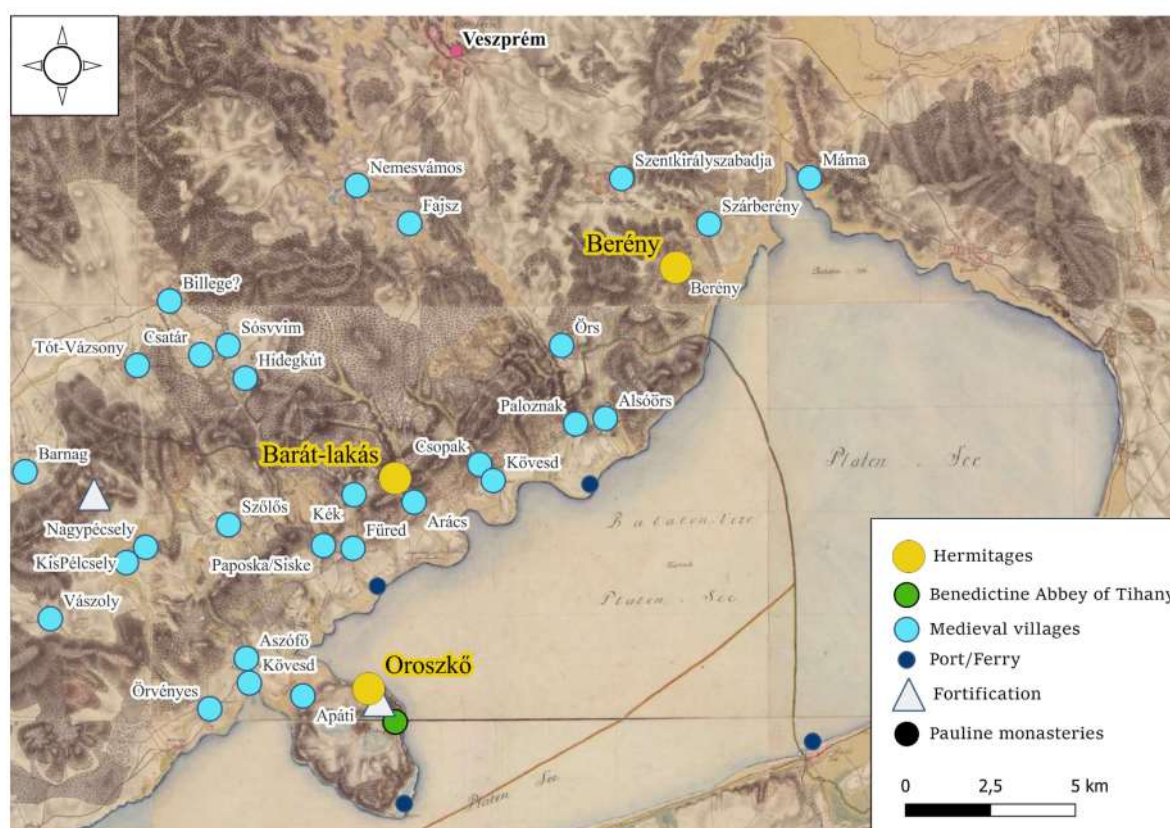 Veszprém
Nemesvámos
Szentkirályszabadja
Máma
Fajsz
Szárberény
Berény
Berény
Billege?
Sósvyim
Csatár
Tót-Vázsony
Hidegkút
Örs
Paloznak
Alsóörs
Csopak
Kövesd
Barát-lakás
Barnag
Szőlős
Kék
Arács
Füred
Nagypécsely
KisPélcsely
Paposka/Siske
Vászoly
Aszófő
Kövesd
Oroszkő
Örvényes
Apáti
Platen See
Platen See
Platen See
Hermitages
Benedictine Abbey of Tihany
Medieval villages
Port/Ferry
Fortification
Pauline monasteries
0 2,5 5 km